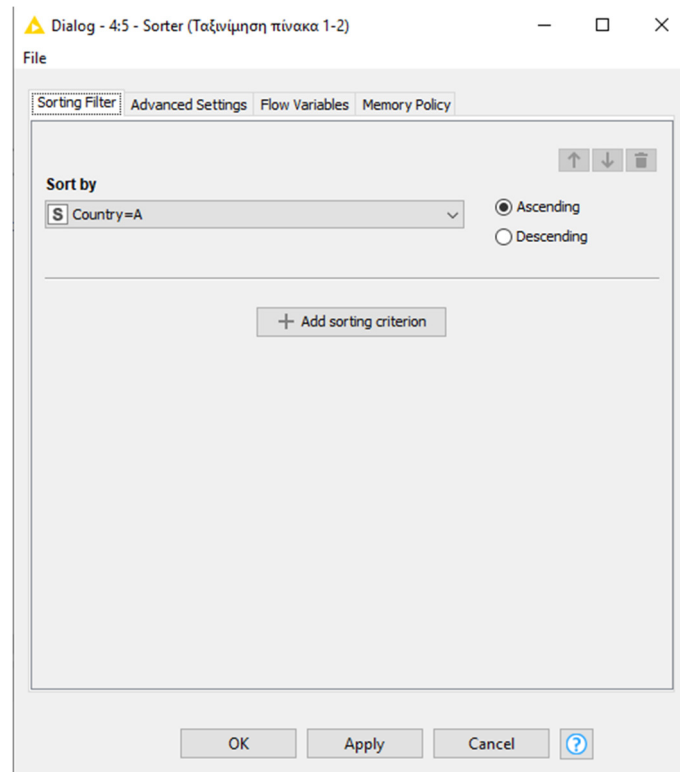 Dialog - 4:5 - Sorter (Ταξινίμηση πίνακα 1-2)
File
Sorting Filter Advanced Settings Flow Variables Memory Policy
Sort by
S Country=A
Ascending
Descending
+ Add sorting criterion
OK Apply Cancel ?